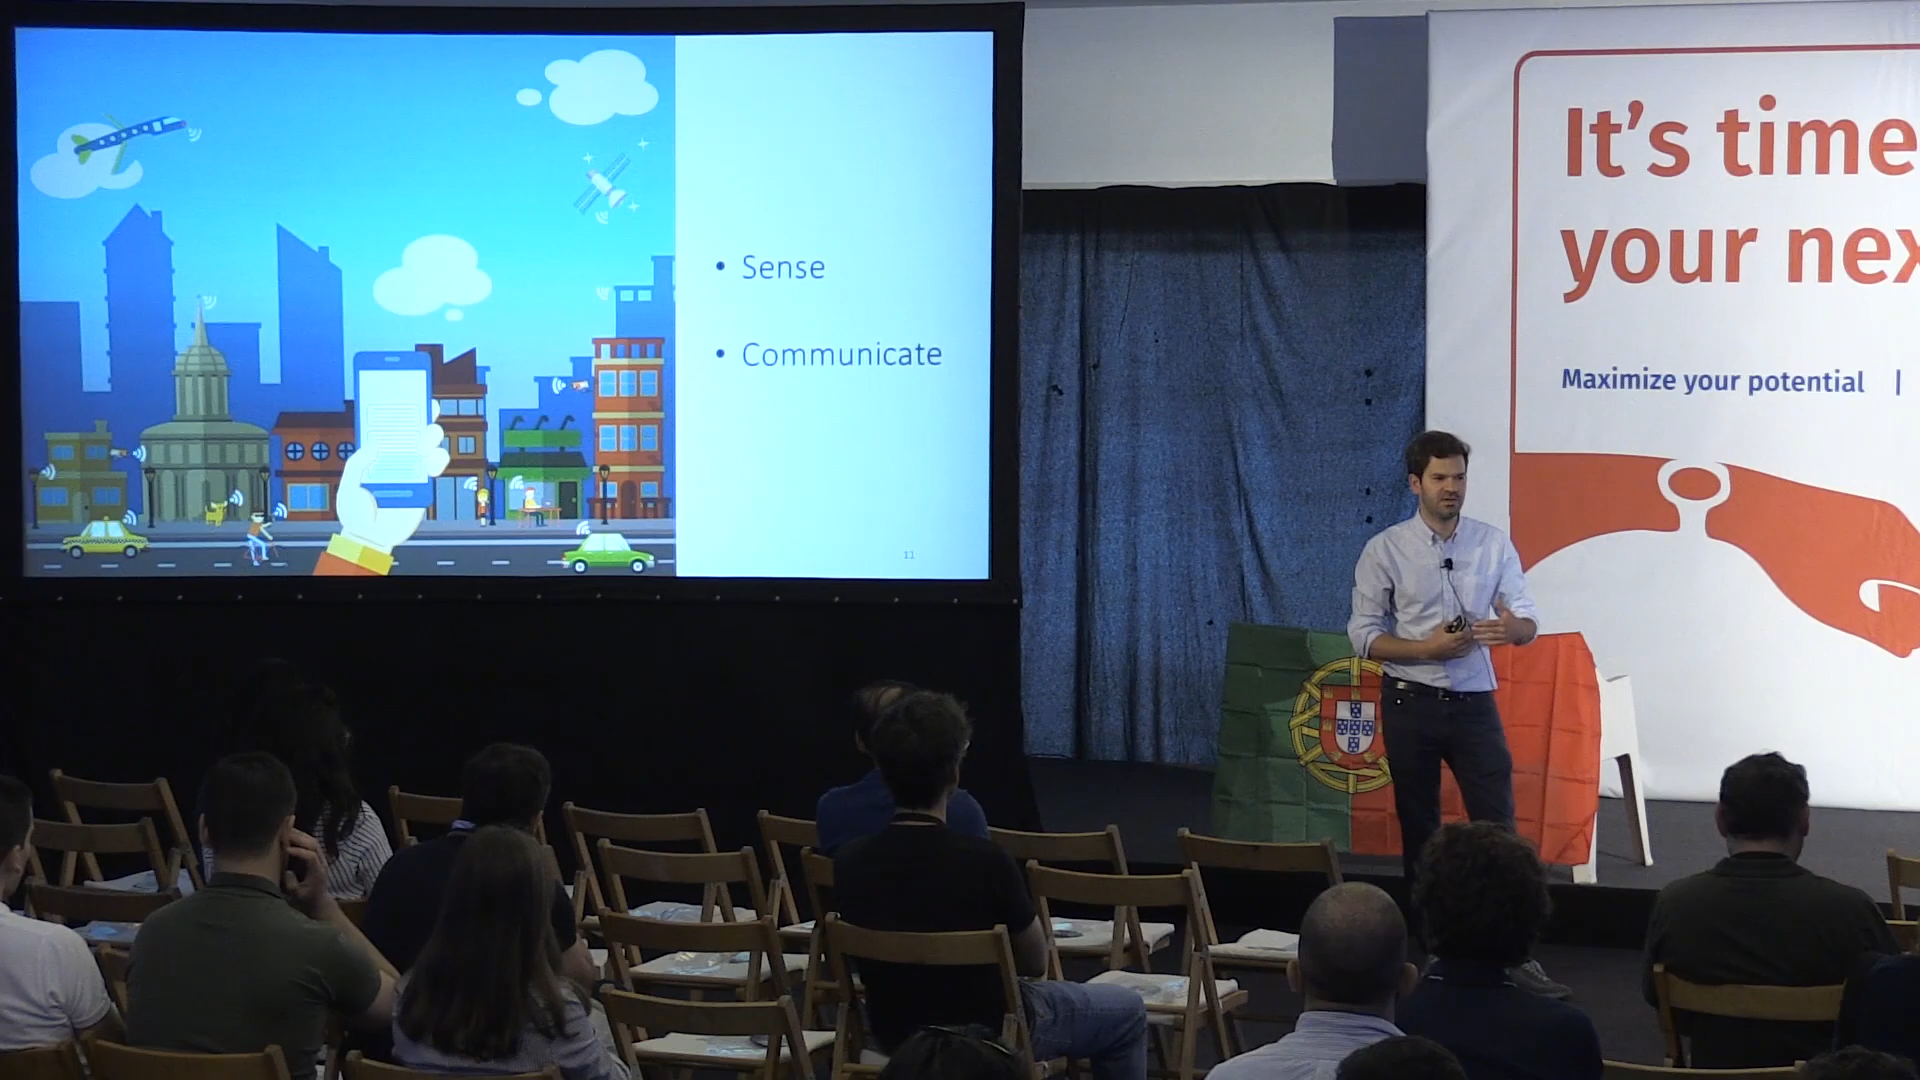 • Sense
• Communicate
11
It's time
your nex
Maximize your potential |